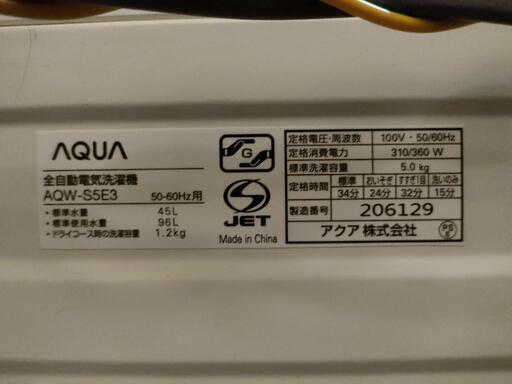 AQUA
全自動電気洗濯機
AQW-S5E3 50-60Hz用
・標準水量 45L
・標準使用水量 96L
・ドライコース時の洗濯容量 1.2kg
G
JET
Made in China
定格電圧・周波数 100V・50/60Hz
定格消費電力 310/360 W
標準洗濯容量 5.0 kg
定格時間 標準 おいそぎ すすぎ1回 洗いのみ
34分 24分 32分 15分
製造番号 206129
アクア株式会社
PS
E